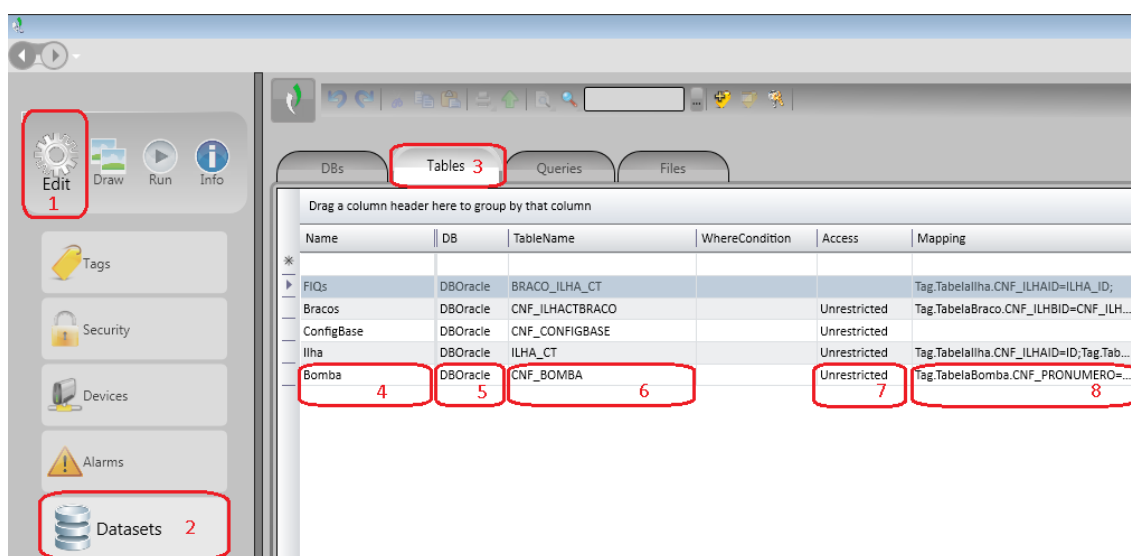 Edit
1
Draw
Run
Info
Tags
Security
Devices
Alarms
Datasets 2
DBs
Tables 3
Queries
Files
Drag a column header here to group by that column
Name DB TableName WhereCondition Access Mapping
FIQs DBOracle BRACO_ILHA_CT Tag.TabelaIlha.CNF_ILHAID=ILHA_ID;
Bracos DBOracle CNF_ILHACTBRACO Unrestricted Tag.TabelaBraco.CNF_ILHBID=CNF_ILH...
ConfigBase DBOracle CNF_CONFIGBASE Unrestricted
Ilha DBOracle ILHA_CT Unrestricted Tag.TabelaIlha.CNF_ILHAID=ID;Tag.Tab...
Bomba DBOracle CNF_BOMBA Unrestricted Tag.TabelaBomba.CNF_PRONUMERO=...
4 5 6 7 8